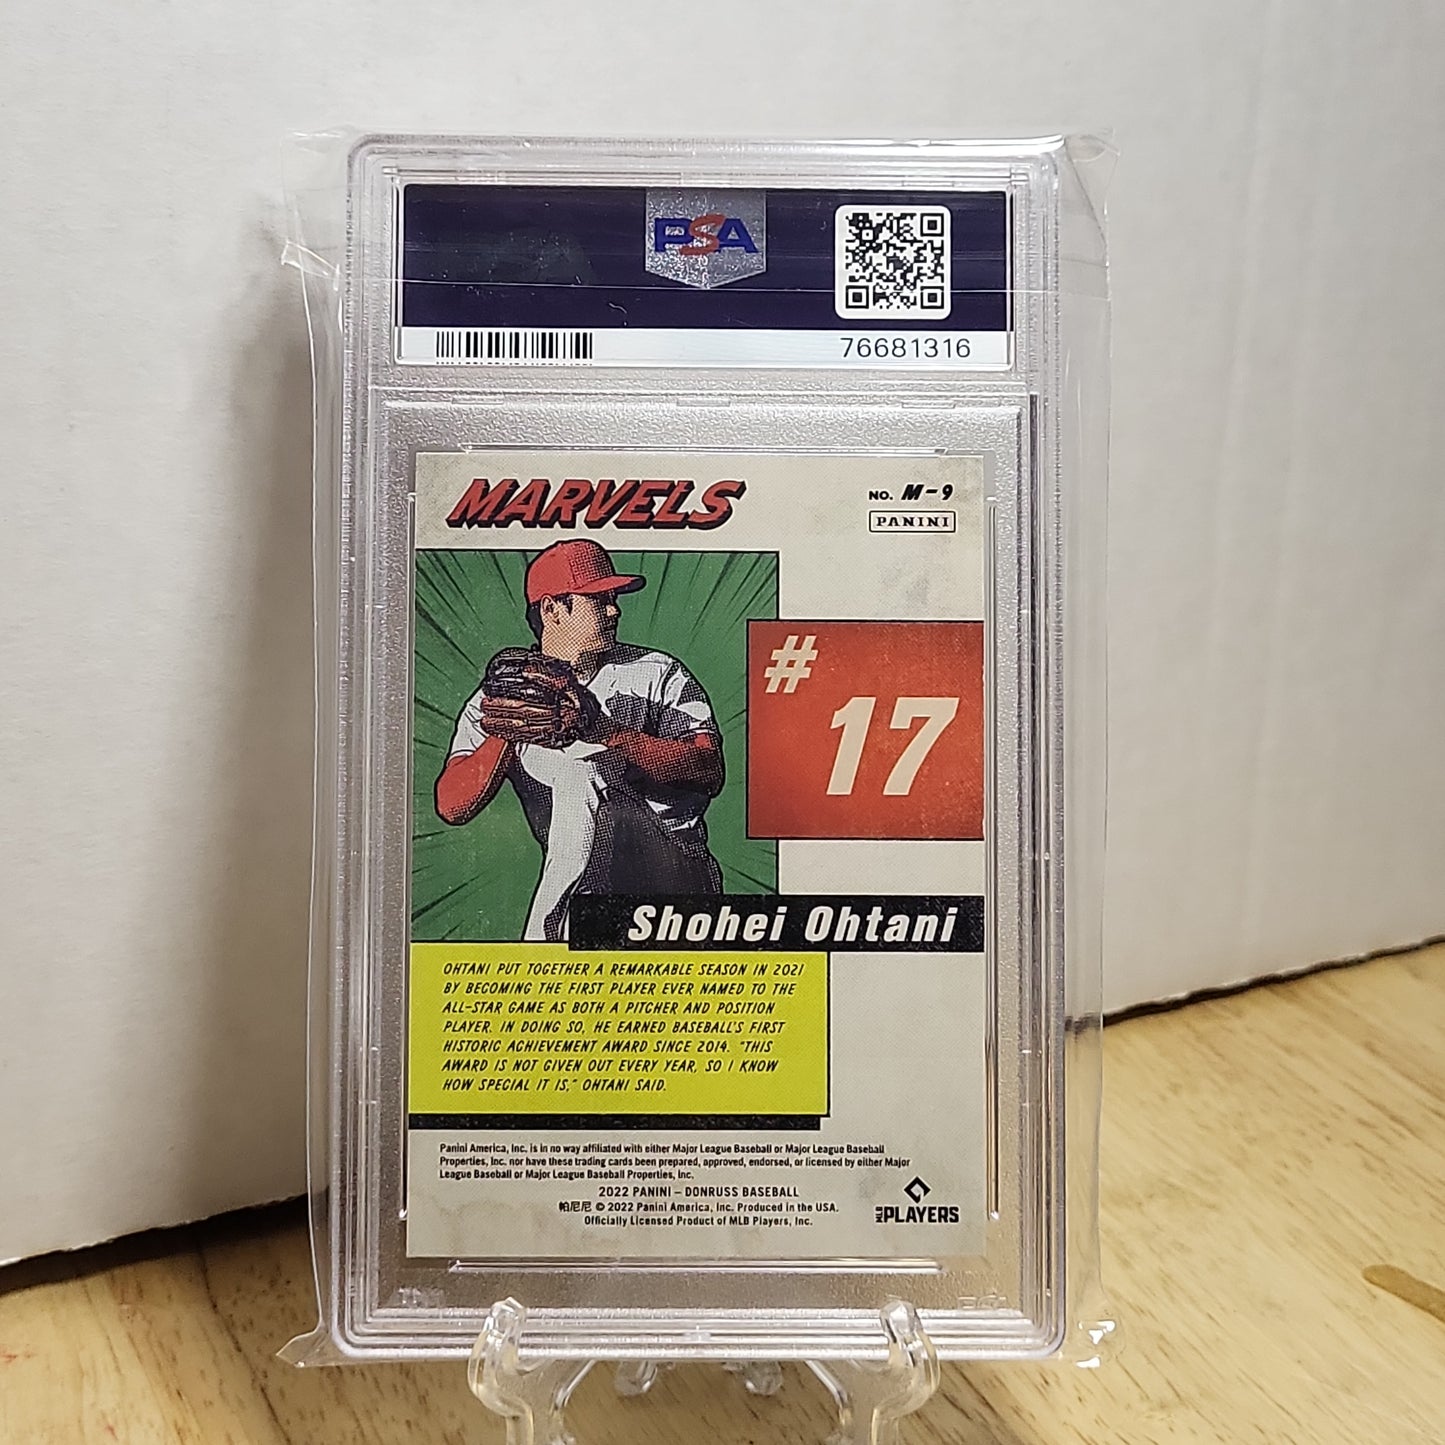 PSA
76681316
MARVELS
NO. M-9
PANINI
#
17
Shohei Ohtani
OHTANI PUT TOGETHER A REMARKABLE SEASON IN 2021
BY BECOMING THE FIRST PLAYER EVER NAMED TO THE
ALL-STAR GAME AS BOTH A PITCHER AND POSITION
PLAYER. IN DOING SO, HE EARNED BASEBALL'S FIRST
HISTORIC ACHIEVEMENT AWARD SINCE 2014. "THIS
AWARD IS NOT GIVEN OUT EVERY YEAR, SO I KNOW
HOW SPECIAL IT IS," OHTANI SAID.
Panini America, Inc. is in no way affiliated with either Major League Baseball or Major League Baseball
Properties, Inc. nor have these trading cards been prepared, approved, endorsed, or licensed by either Major
League Baseball or Major League Baseball Properties, Inc.
2022 PANINI – DONRUSS BASEBALL
帕尼尼 © 2022 Panini America, Inc. Produced in the USA.
Officially Licensed Product of MLB Players, Inc.
MLB PLAYERS